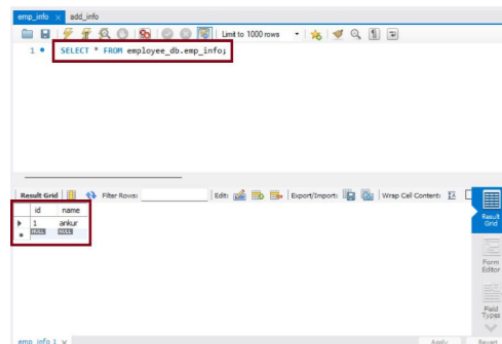 emp_info × add_info
Limit to 1000 rows
1 SELECT * FROM employee_db.emp_info;
Result Grid Filter Rows: Edit: Export/Import: Wrap Cell Content:
id name
1 ankur
NULL NULL
Result
Grid
Form
Editor
Field
Types
emp_info 1 × Apply Revert